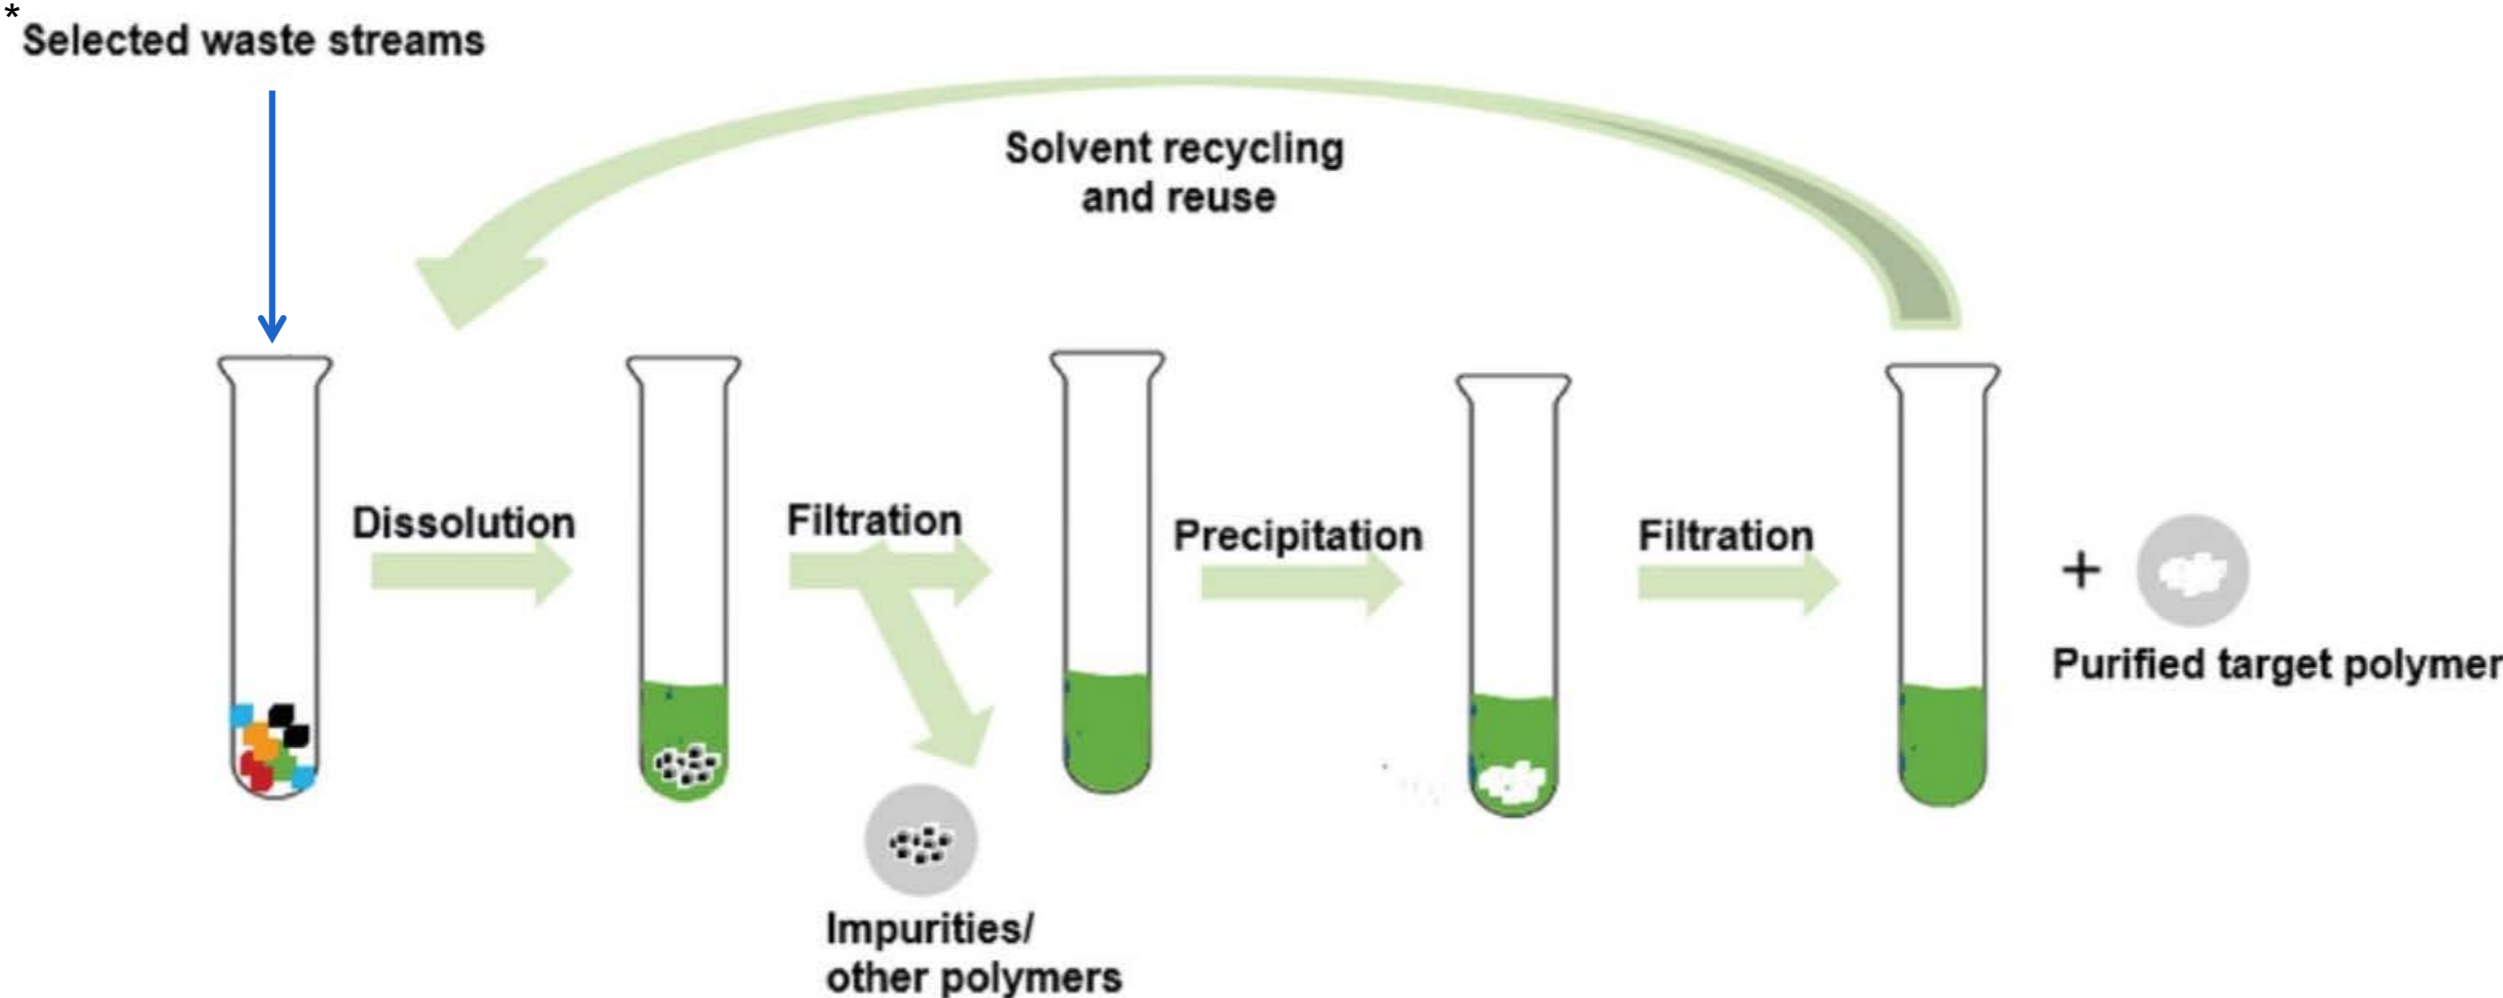 *
Selected waste streams
Solvent recycling
and reuse
Dissolution
Filtration
Precipitation
Filtration
+
Purified target polymer
Impurities/
other polymers